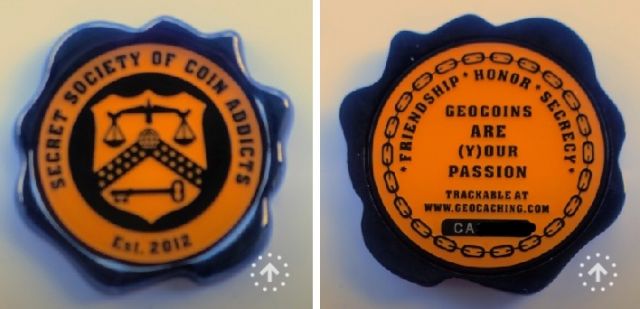 SECRET SOCIETY OF COIN ADDICTS
Est. 2012
* FRIENDSHIP * HONOR * SECRECY *
GEOCOINS
ARE
(Y)OUR
PASSION
TRACKABLE AT
WWW.GEOCACHING.COM
CA